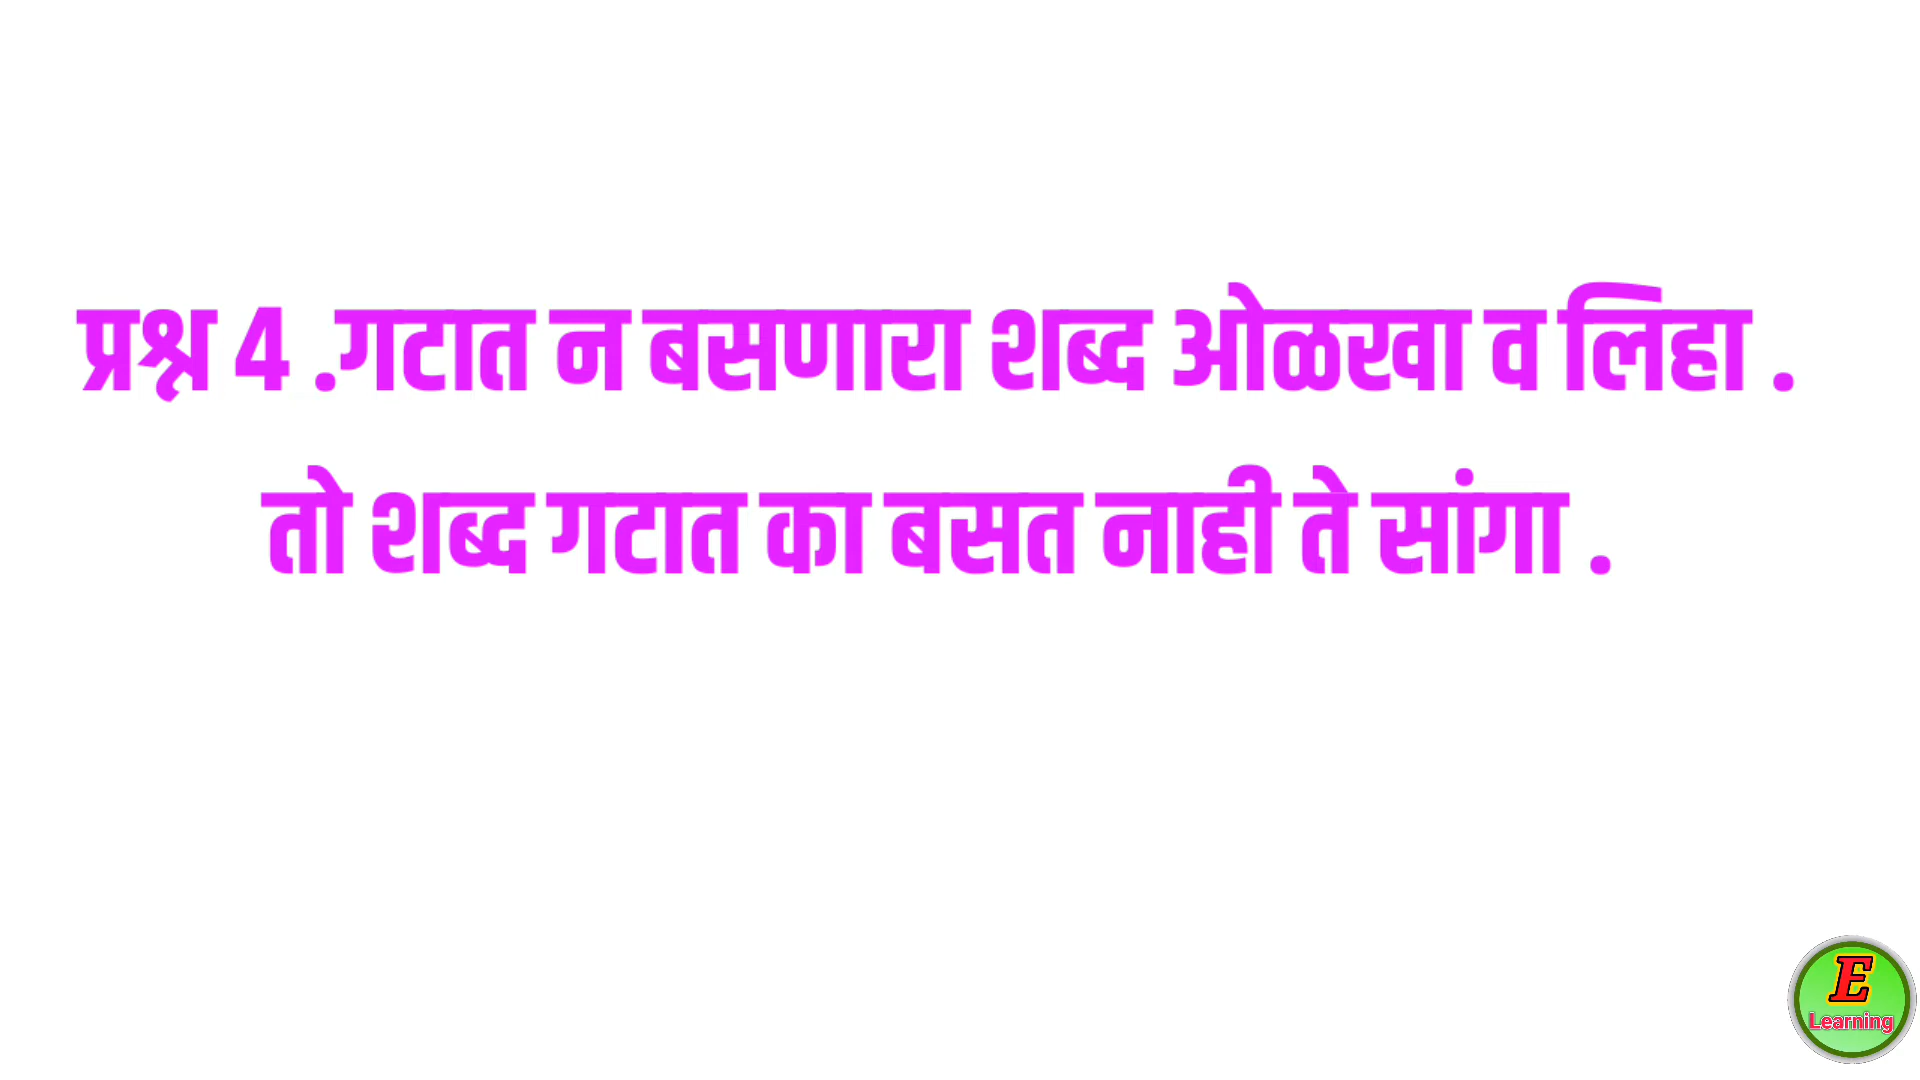 प्रश्न 4 .गटात न बसणारा शब्द ओळखा व लिहा .
तो शब्द गटात का बसत नाही ते सांगा .
E
Learning